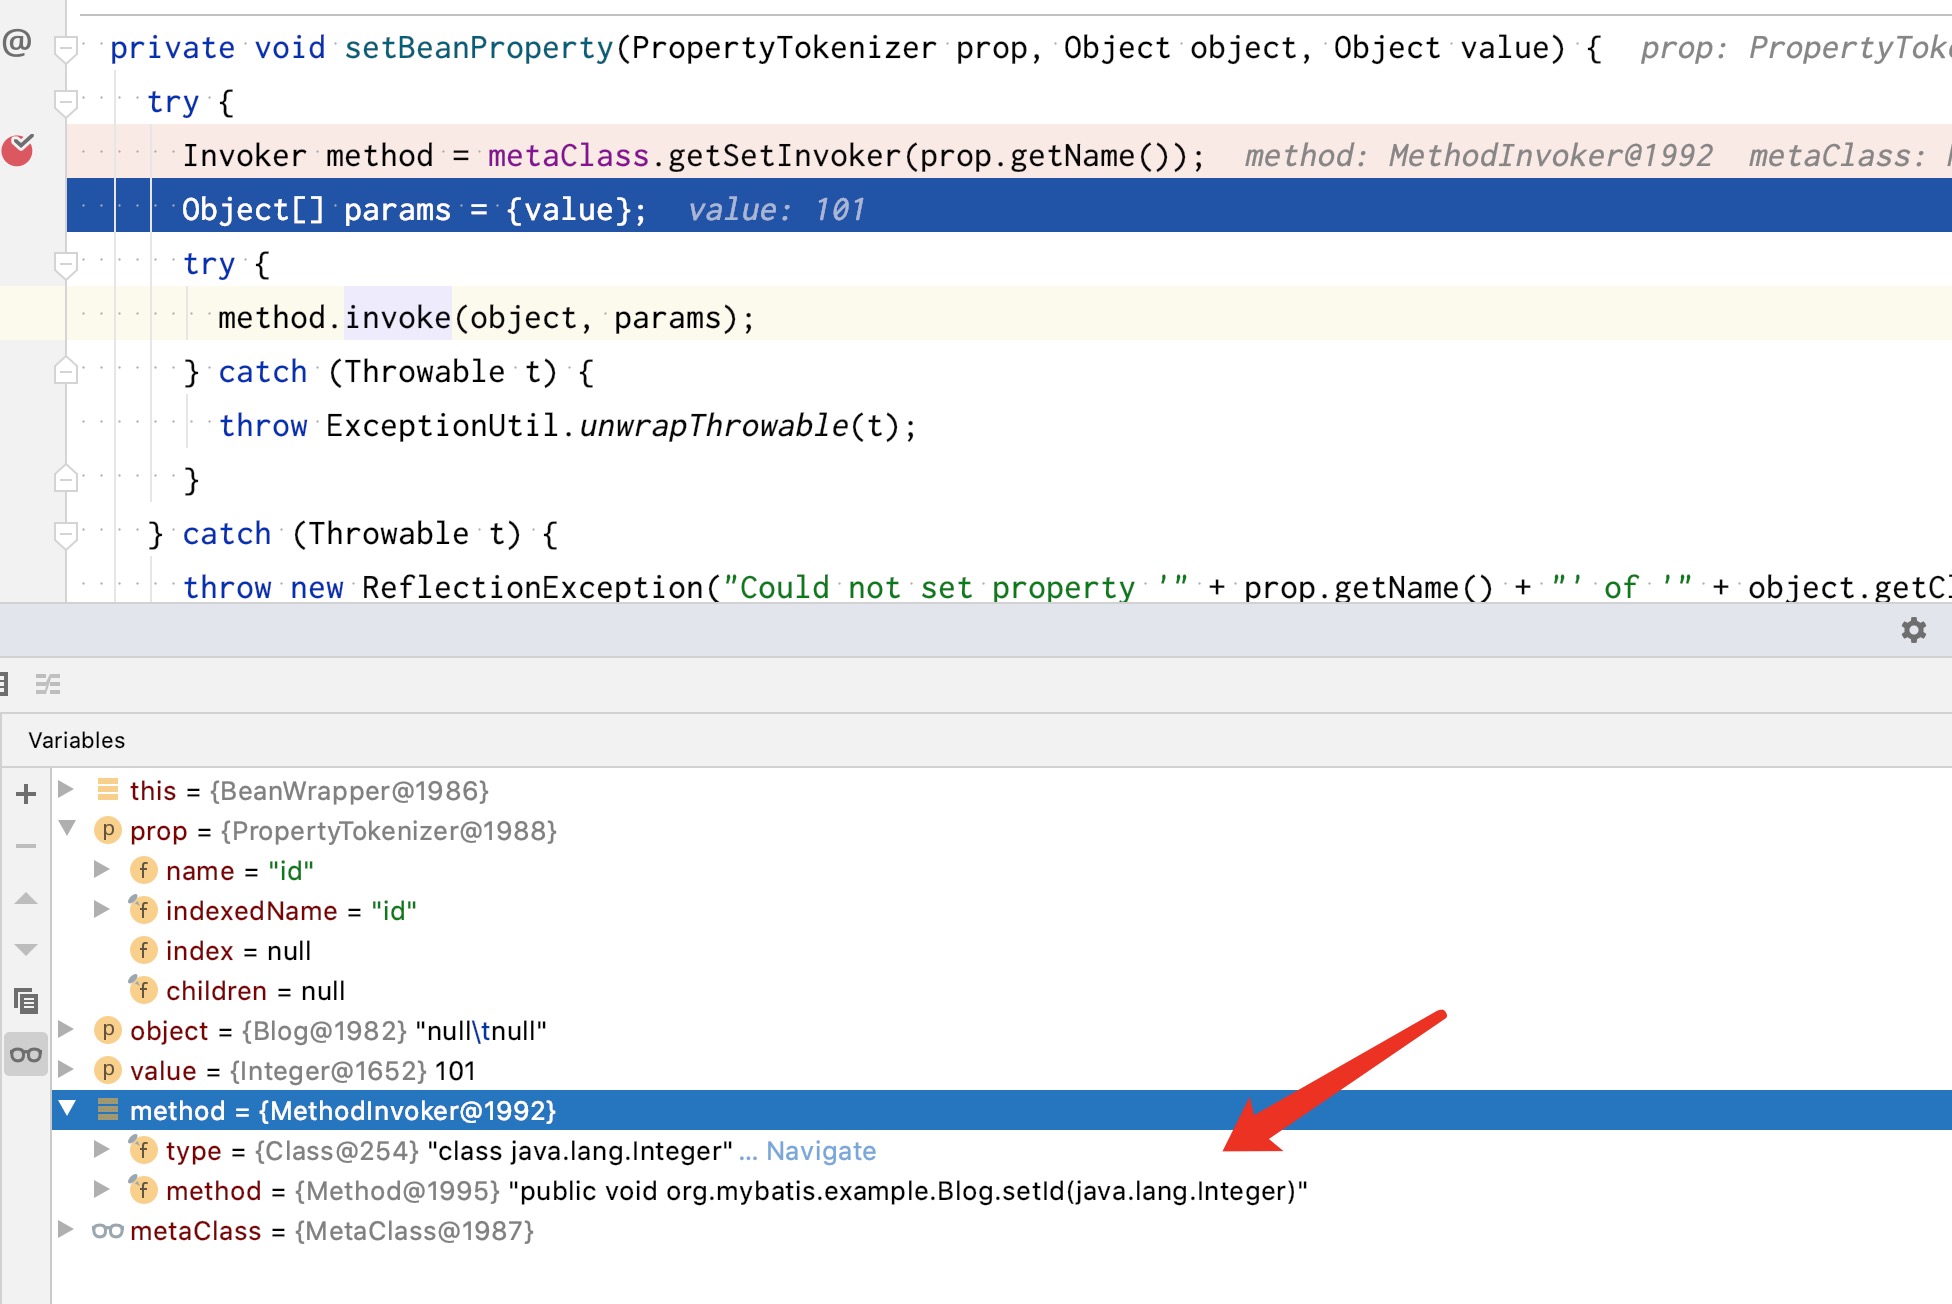 @ private void setBeanProperty(PropertyTokenizer prop, Object object, Object value) {  prop:
try {
Invoker method = metaClass.getSetInvoker(prop.getName());  method: MethodInvoker@1992  metaClass:
Object[] params = {value};  value: 101
try {
method.invoke(object, params);
} catch (Throwable t) {
throw ExceptionUtil.unwrapThrowable(t);
}
} catch (Throwable t) {
throw new ReflectionException("Could not set property '" + prop.getName() + "' of '" + object.
Variables
this = {BeanWrapper@1986}
p prop = {PropertyTokenizer@1988}
f name = "id"
f indexedName = "id"
f index = null
f children = null
p object = {Blog@1982} "null\tnull"
p value = {Integer@1652} 101
method = {MethodInvoker@1992}
f type = {Class@254} "class java.lang.Integer" ... Navigate
f method = {Method@1995} "public void org.mybatis.example.Blog.setId(java.lang.Integer)"
metaClass = {MetaClass@1987}